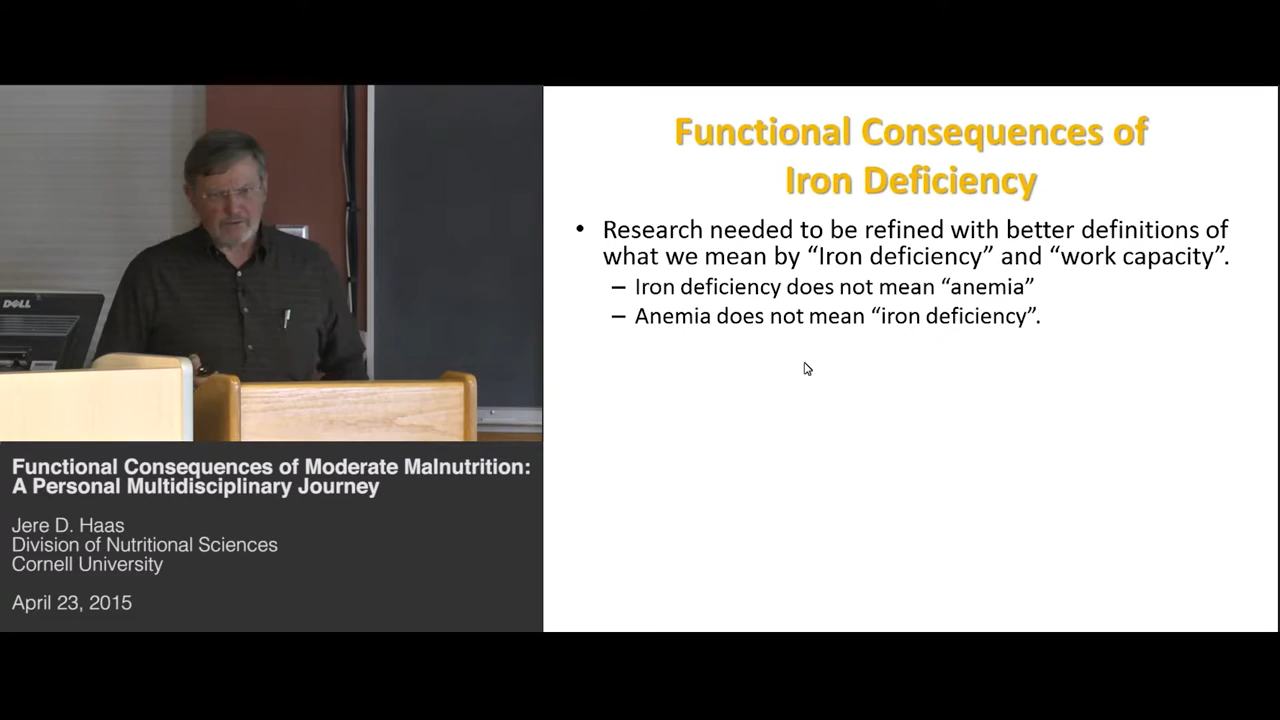 DELL
Functional Consequences of Moderate Malnutrition:
A Personal Multidisciplinary Journey
Jere D. Haas
Division of Nutritional Sciences
Cornell University
April 23, 2015
Functional Consequences of
Iron Deficiency
• Research needed to be refined with better definitions of
what we mean by “Iron deficiency” and “work capacity”.
– Iron deficiency does not mean “anemia”
– Anemia does not mean “iron deficiency”.